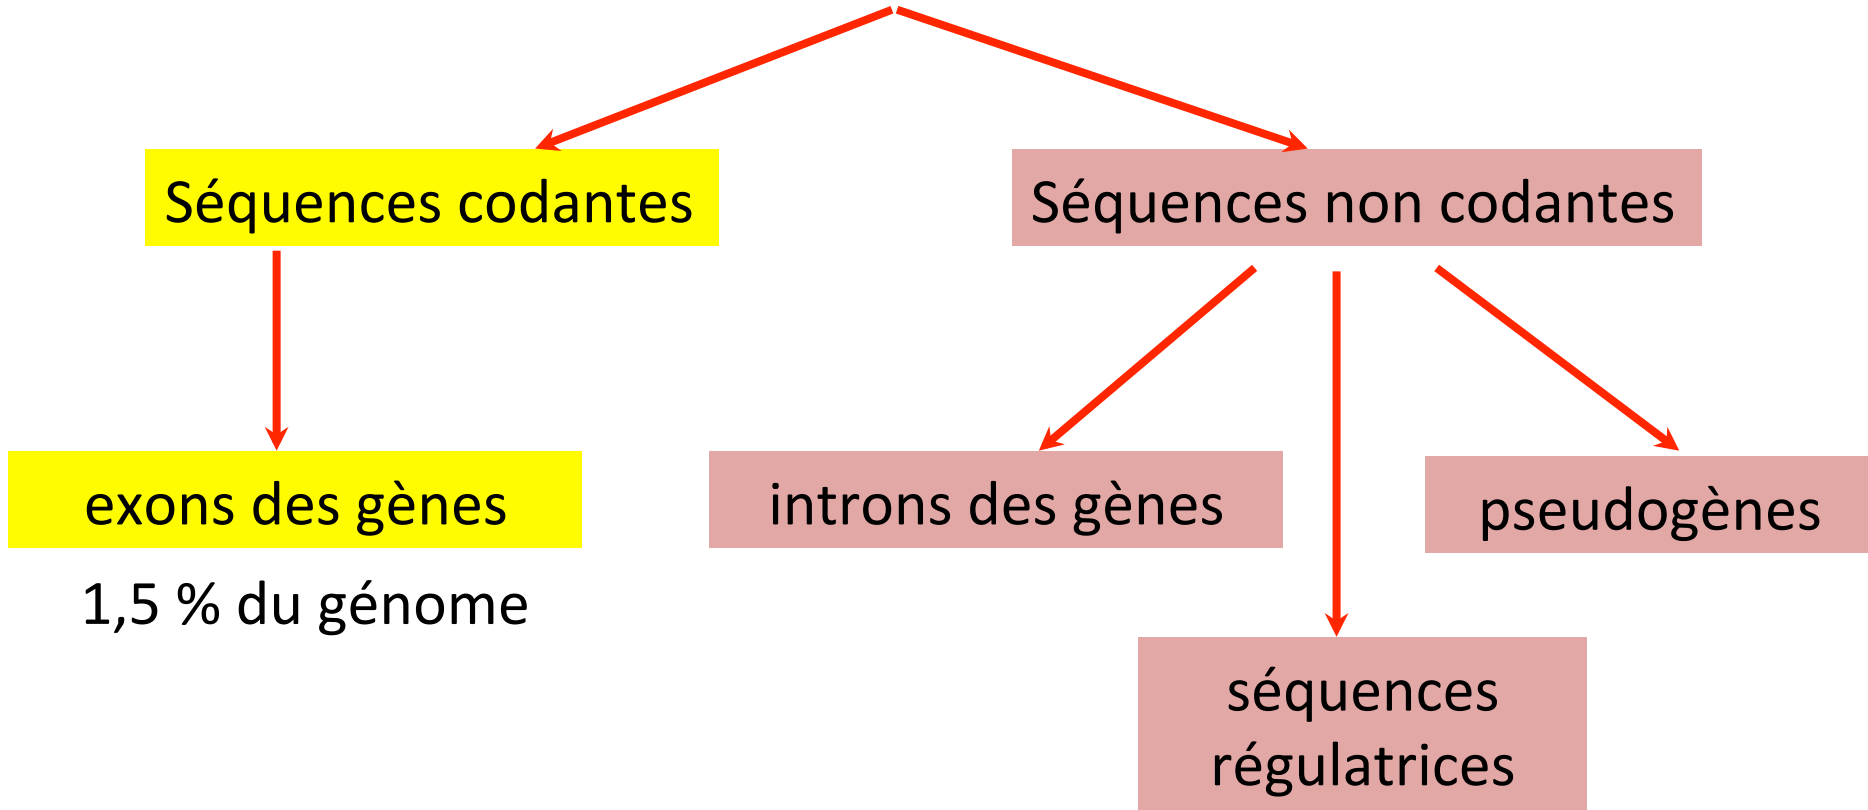 Séquences codantes
Séquences non codantes
exons des gènes
introns des gènes
pseudogènes
1,5 % du génome
séquences
régulatrices